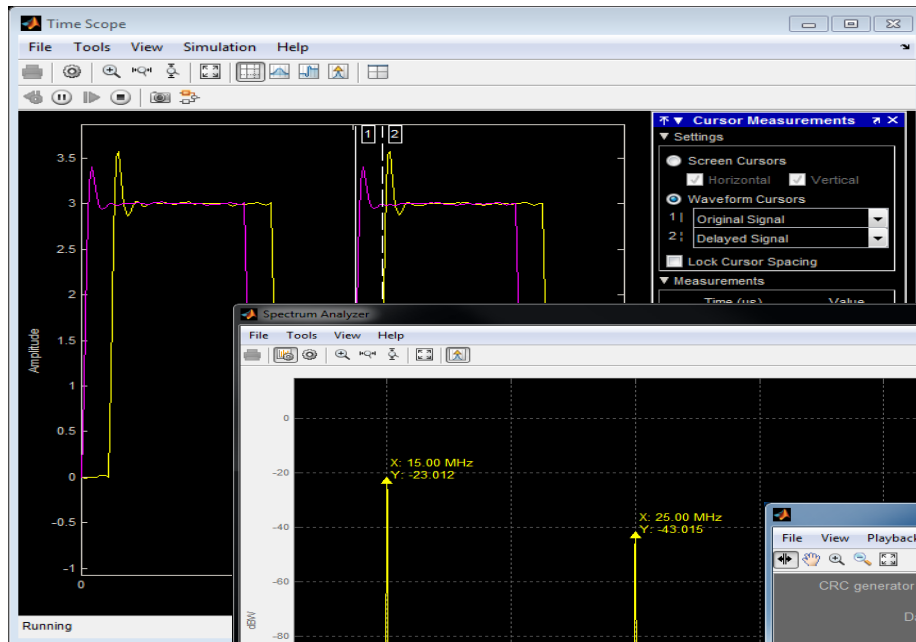 Time Scope
File Tools View Simulation Help
1 2
3.5
3
2.5
2
1.5
1
0.5
0
-0.5
-1
0
Amplitude
Running
Cursor Measurements
Settings
Screen Cursors
Horizontal Vertical
Waveform Cursors
1 Original Signal
2 Delayed Signal
Lock Cursor Spacing
Measurements
Time (us) Value
Spectrum Analyzer
File Tools View Help
0
-20
-40
-60
-80
dBW
X: 15.00 MHz
Y: -23.012
X: 25.00 MHz
Y: -43.015
File View Playback
CRC generator